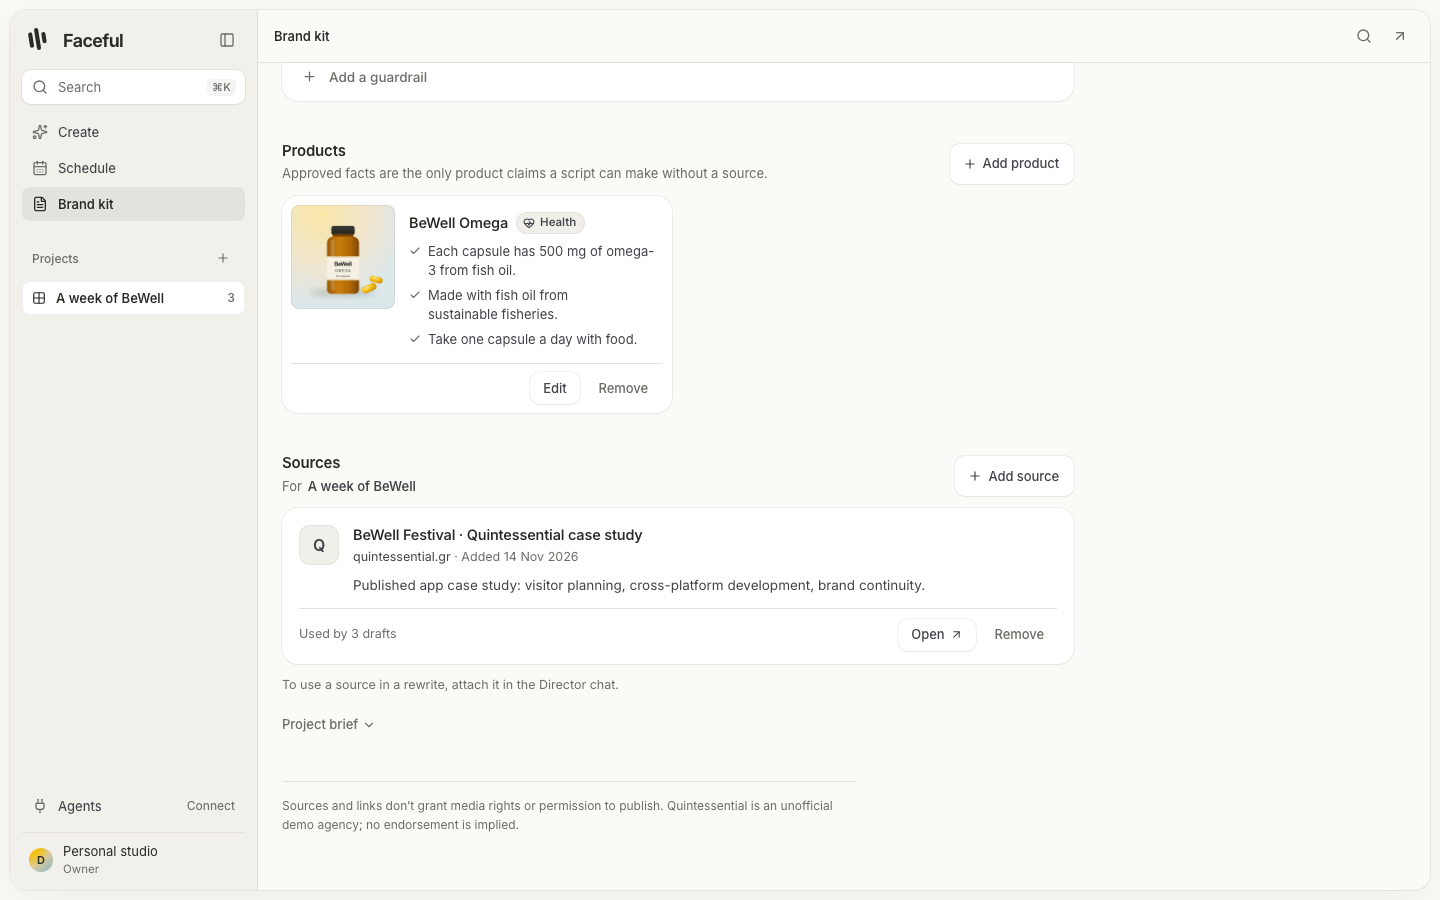 Faceful
Search ⌘K
Create
Schedule
Brand kit
Projects
A week of BeWell 3
Agents Connect
D
Personal studio
Owner
Brand kit
Add a guardrail
Products
Approved facts are the only product claims a script can make without a source.
Add product
BeWell
OMEGA
BeWell Omega Health
Each capsule has 500 mg of omega-
3 from fish oil.
Made with fish oil from
sustainable fisheries.
Take one capsule a day with food.
Edit Remove
Sources
For A week of BeWell
Add source
Q
BeWell Festival · Quintessential case study
quintessential.gr · Added 14 Nov 2026
Published app case study: visitor planning, cross-platform development, brand continuity.
Used by 3 drafts
Open Remove
To use a source in a rewrite, attach it in the Director chat.
Project brief
Sources and links don’t grant media rights or permission to publish. Quintessential is an unofficial
demo agency; no endorsement is implied.